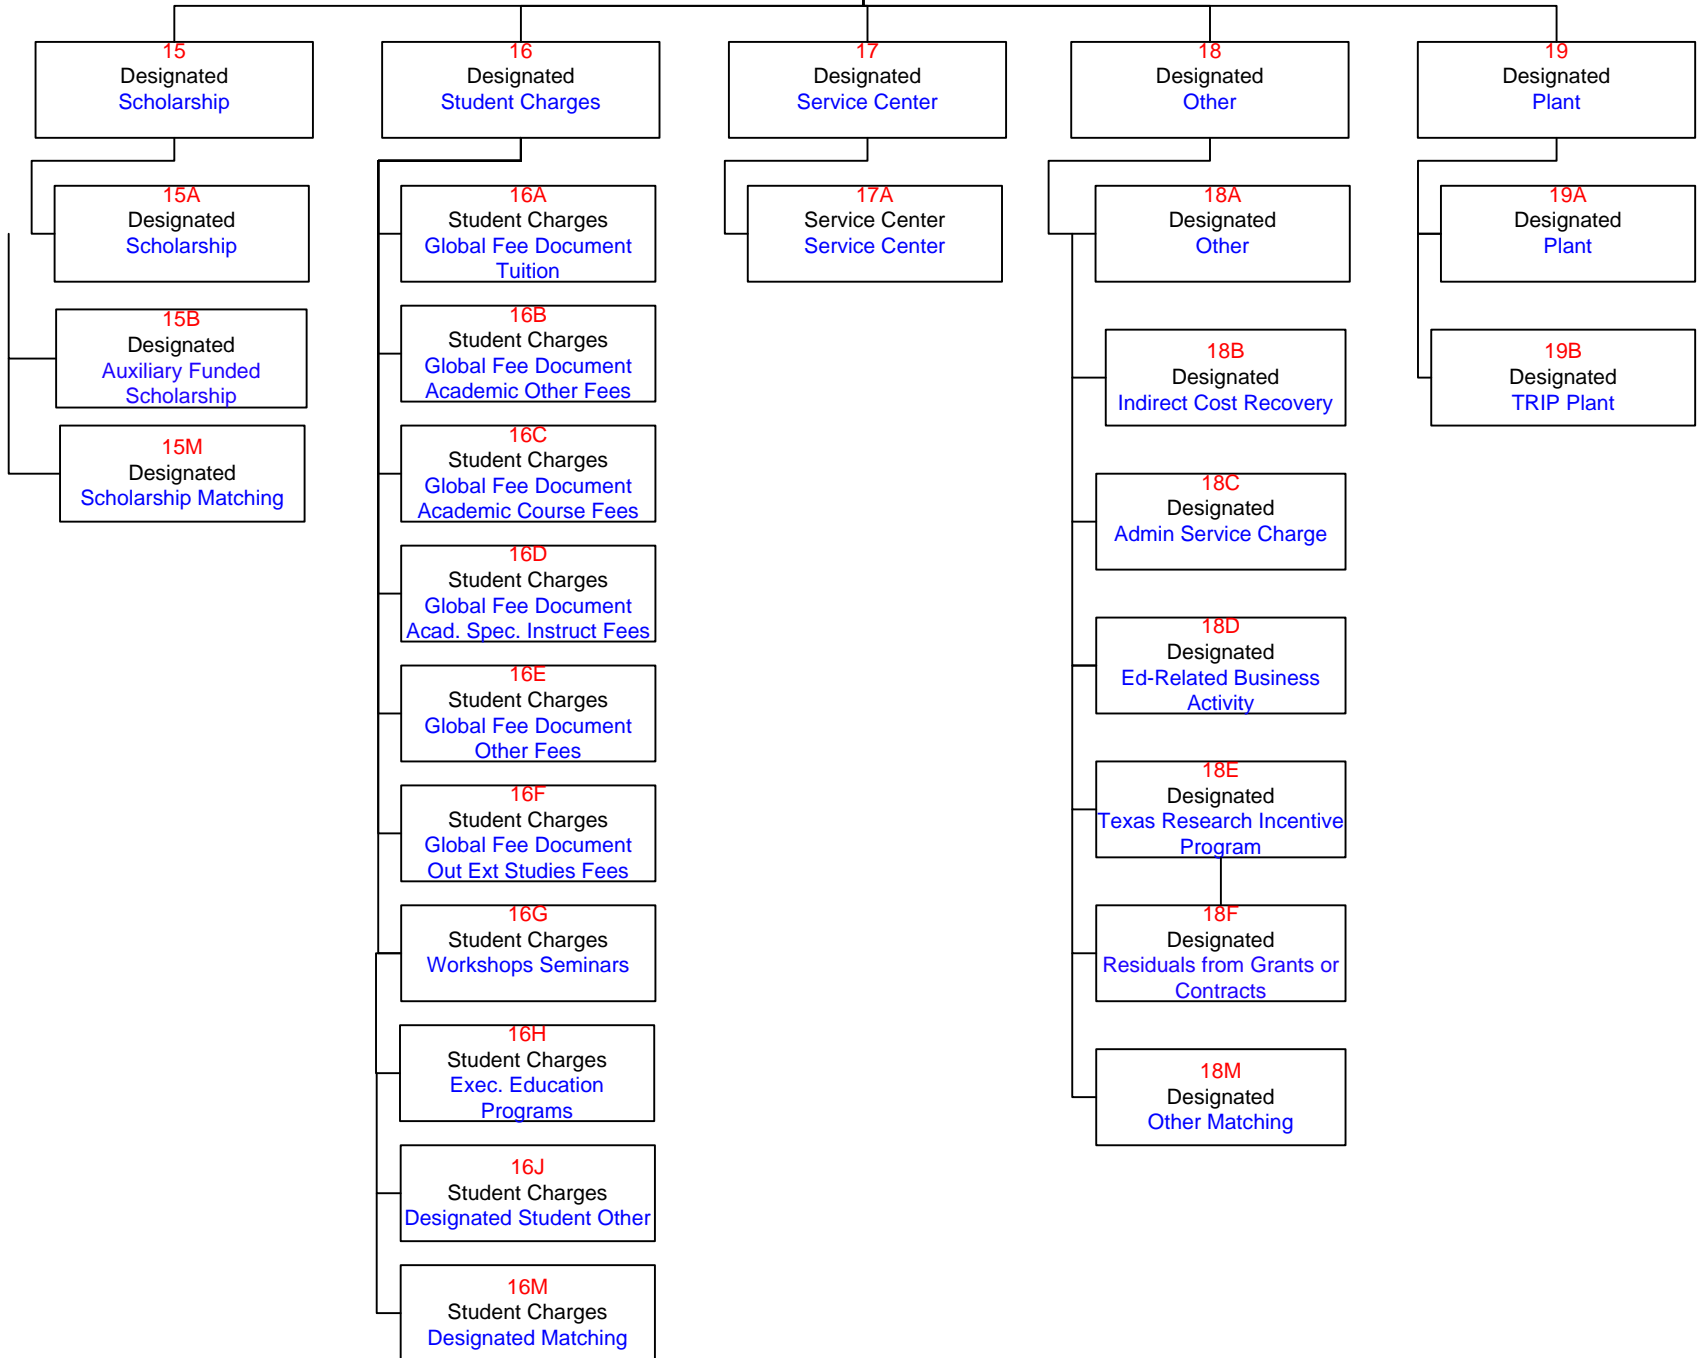 15
Designated
Scholarship
16
Designated
Student Charges
17
Designated
Service Center
18
Designated
Other
19
Designated
Plant
15A
Designated
Scholarship
15B
Designated
Auxiliary Funded
Scholarship
15M
Designated
Scholarship Matching
16A
Student Charges
Global Fee Document
Tuition
16B
Student Charges
Global Fee Document
Academic Other Fees
16C
Student Charges
Global Fee Document
Academic Course Fees
16D
Student Charges
Global Fee Document
Acad. Spec. Instruct Fees
16E
Student Charges
Global Fee Document
Other Fees
16F
Student Charges
Global Fee Document
Out Ext Studies Fees
16G
Student Charges
Workshops Seminars
16H
Student Charges
Exec. Education
Programs
16J
Student Charges
Designated Student Other
16M
Student Charges
Designated Matching
17A
Service Center
Service Center
18A
Designated
Other
18B
Designated
Indirect Cost Recovery
18C
Designated
Admin Service Charge
18D
Designated
Ed-Related Business
Activity
18E
Designated
Texas Research Incentive
Program
18F
Designated
Residuals from Grants or
Contracts
18M
Designated
Other Matching
19A
Designated
Plant
19B
Designated
TRIP Plant